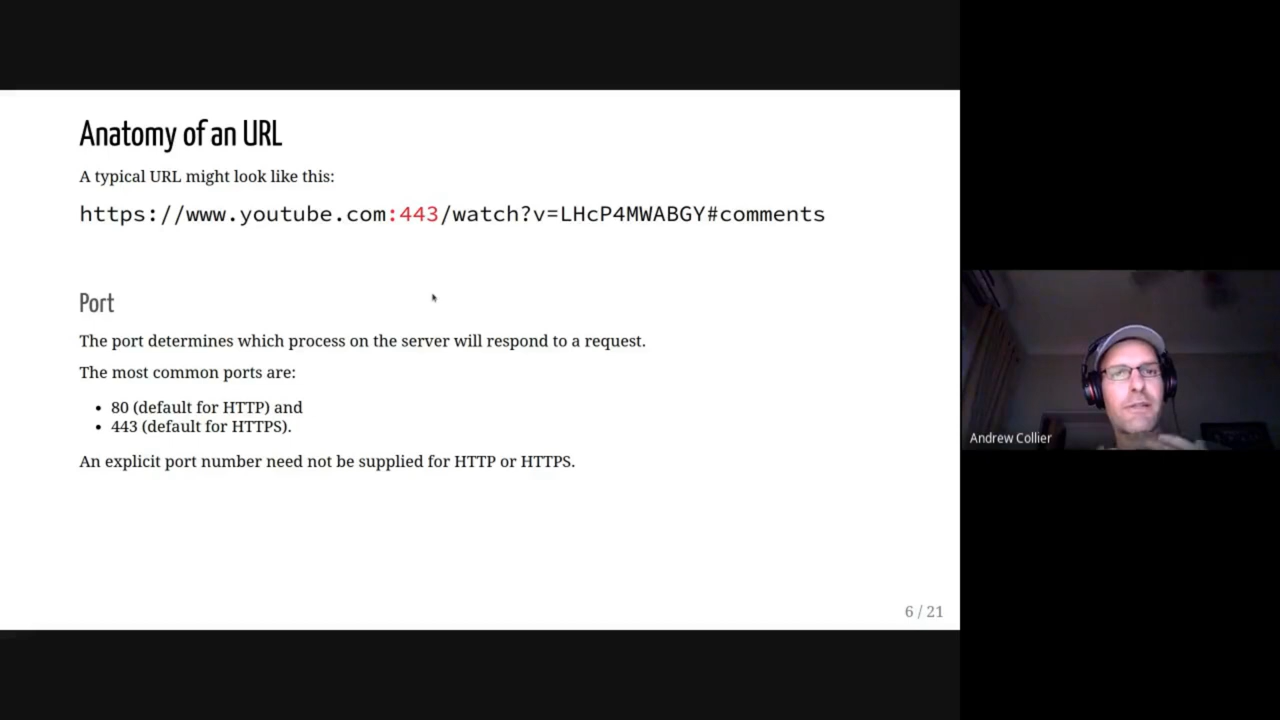 Anatomy of an URL
A typical URL might look like this:
https://www.youtube.com:443/watch?v=LHcP4MWABGY#comments
Port
The port determines which process on the server will respond to a request.
The most common ports are:
• 80 (default for HTTP) and
• 443 (default for HTTPS).
An explicit port number need not be supplied for HTTP or HTTPS.
6 / 21
Andrew Collier